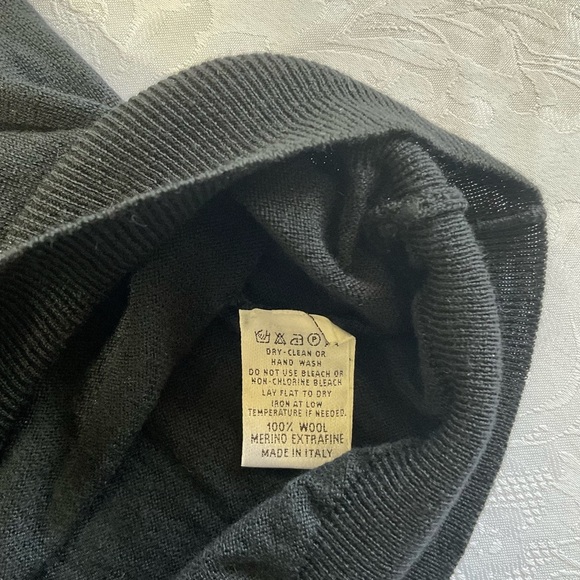 DRY-CLEAN OR
HAND WASH
DO NOT USE BLEACH OR
NON-CHLORINE BLEACH
LAY FLAT TO DRY
IRON AT LOW
TEMPERATURE IF NEEDED.
100% WOOL
MERINO EXTRAFINE
MADE IN ITALY